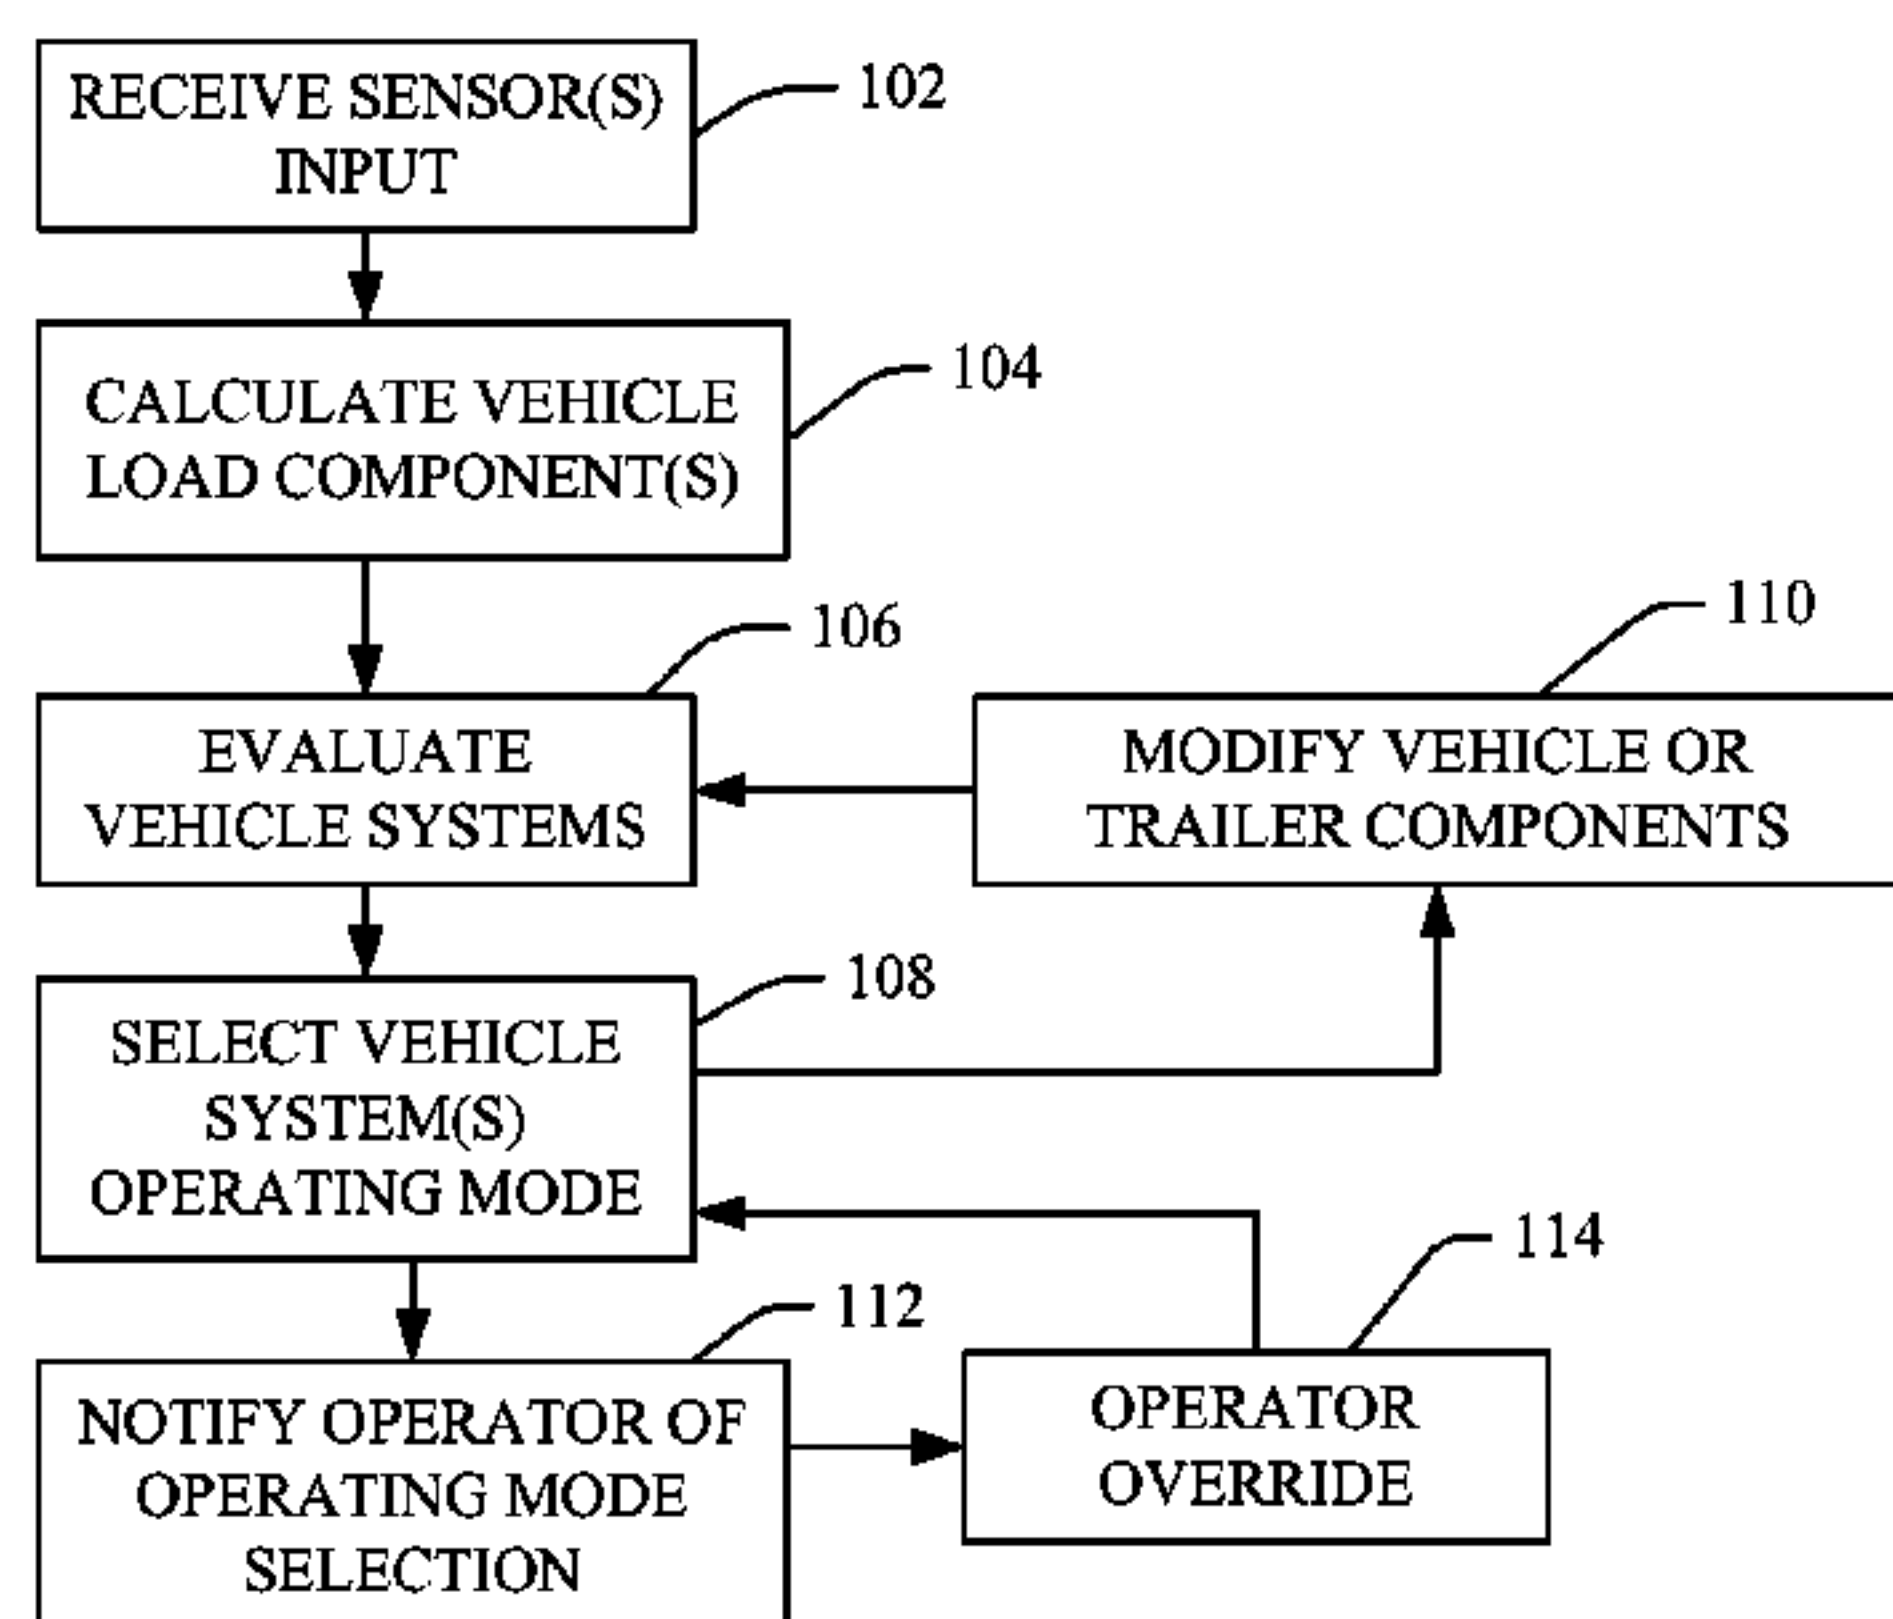 RECEIVE SENSOR(S)
INPUT
102
CALCULATE VEHICLE
LOAD COMPONENT(S)
104
106
EVALUATE
VEHICLE SYSTEMS
110
MODIFY VEHICLE OR
TRAILER COMPONENTS
108
SELECT VEHICLE
SYSTEM(S)
OPERATING MODE
112
NOTIFY OPERATOR OF
OPERATING MODE
SELECTION
114
OPERATOR
OVERRIDE